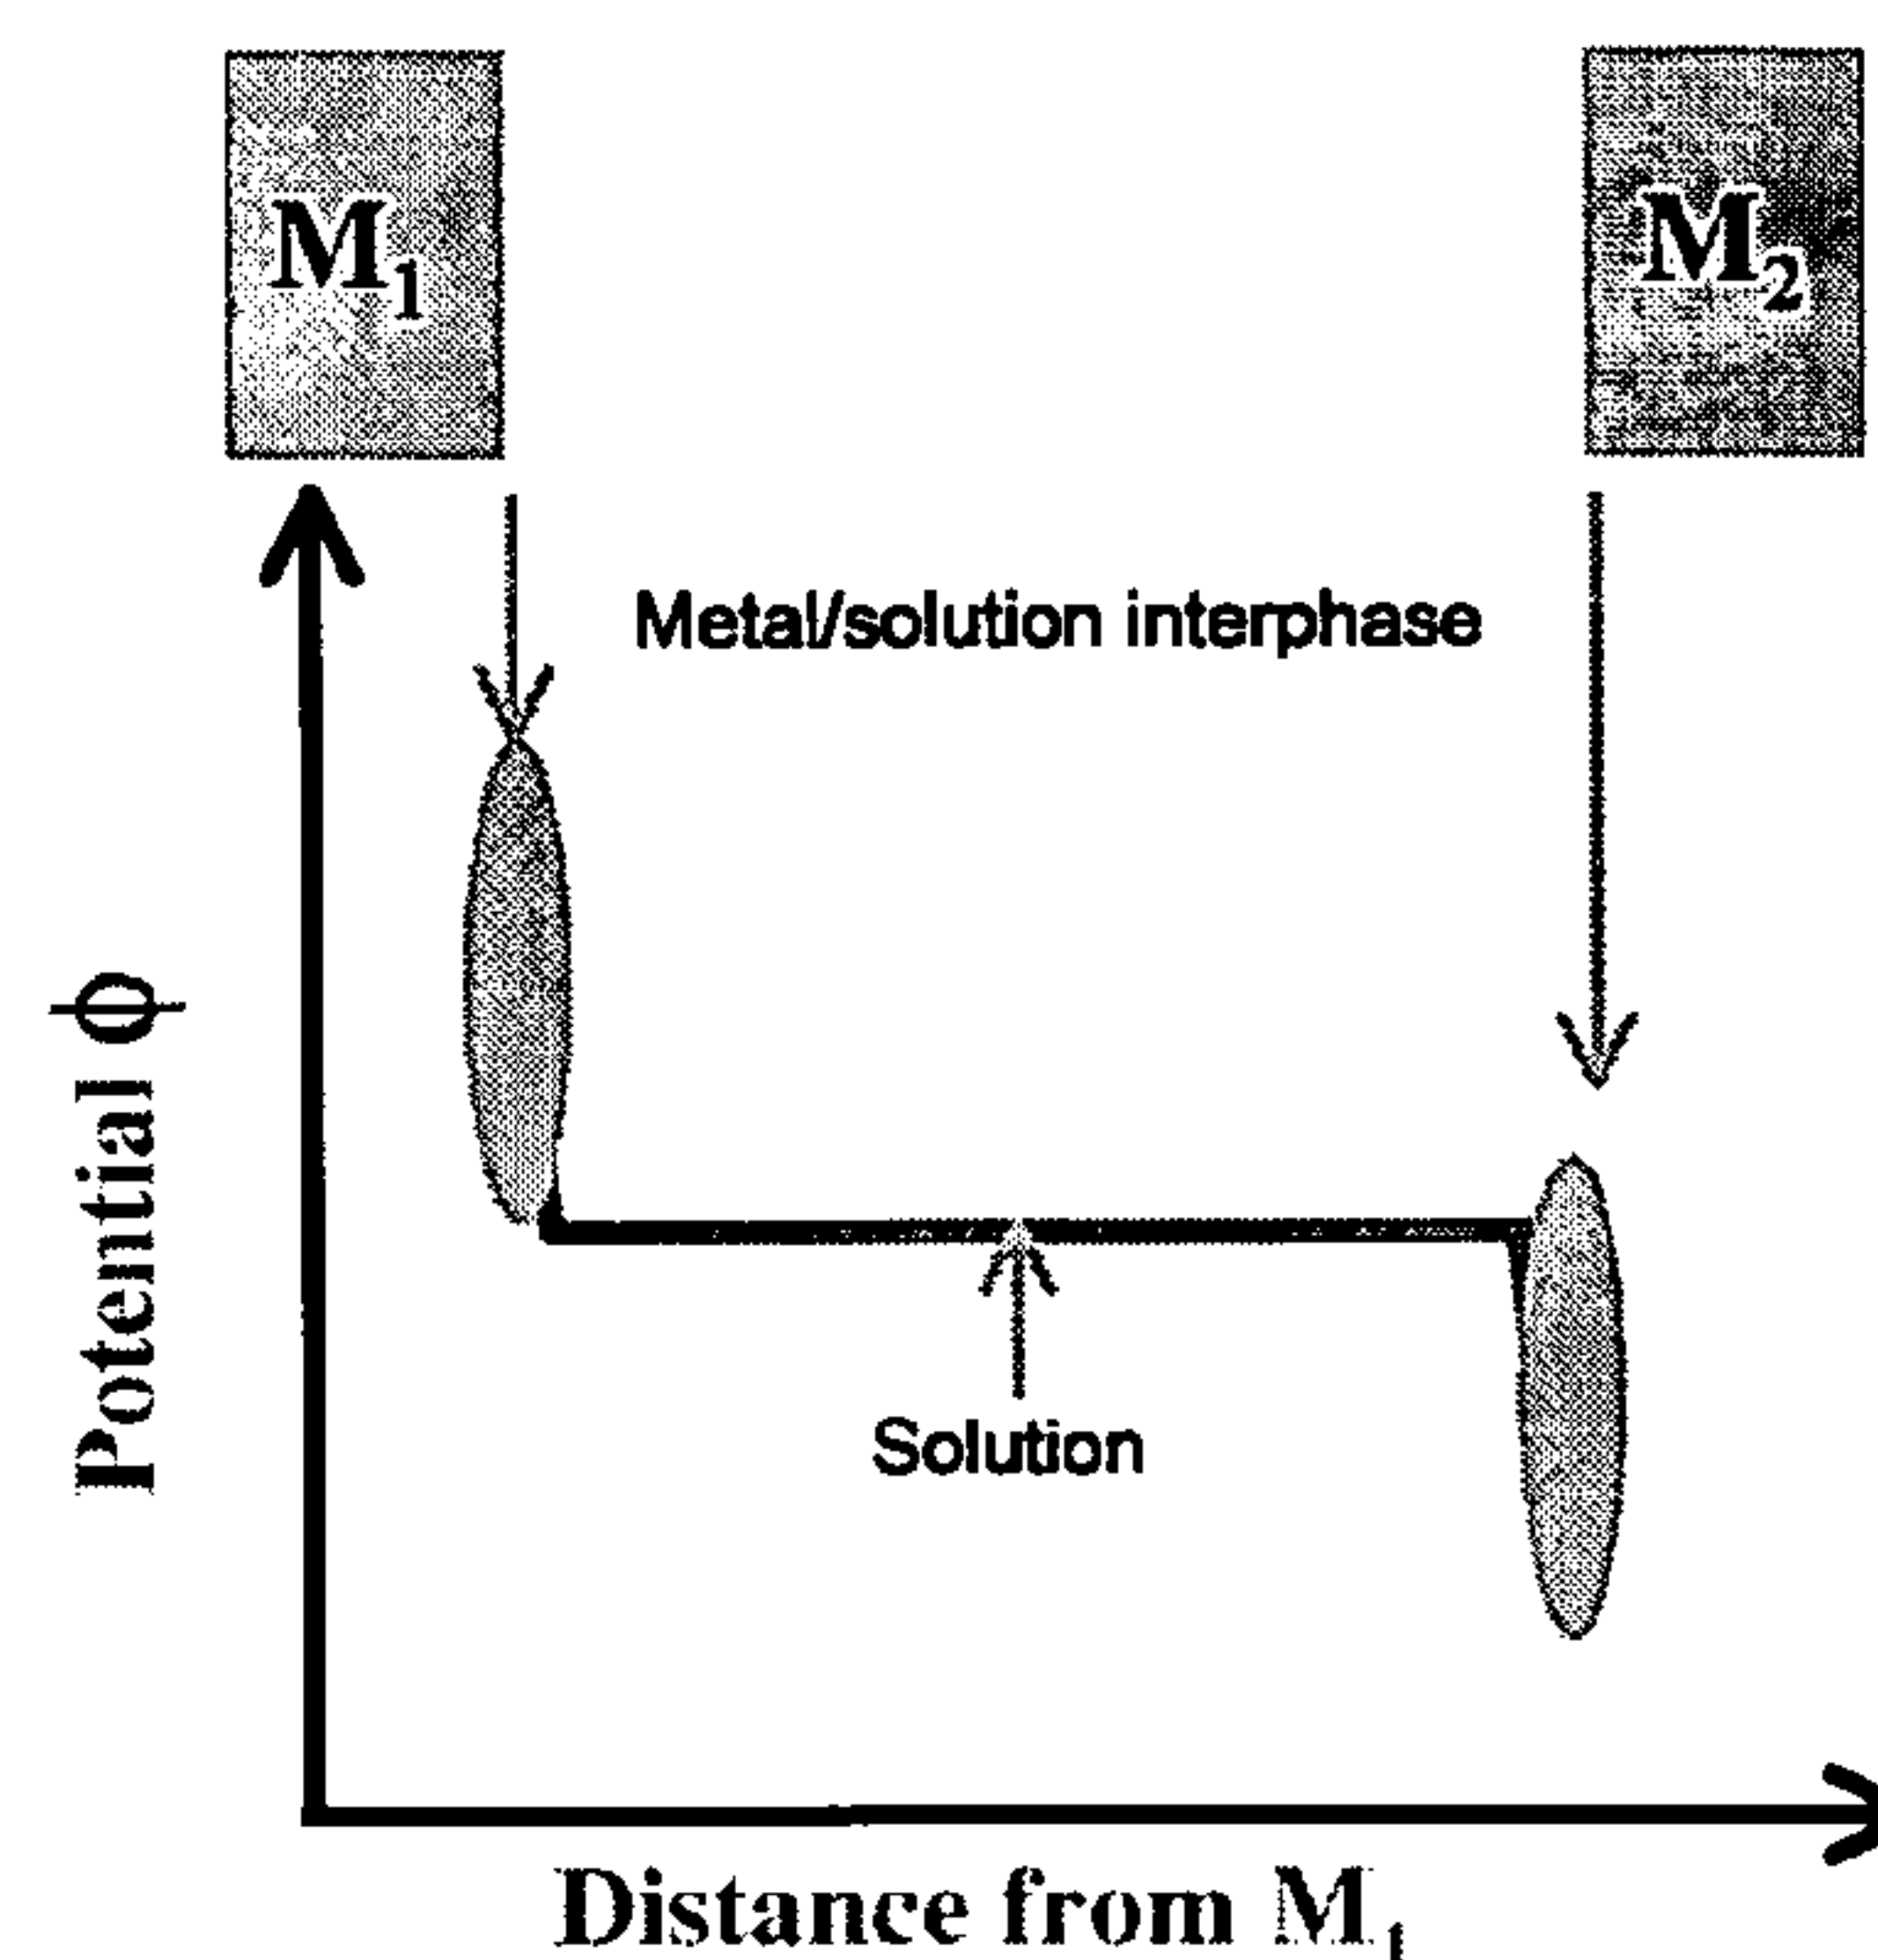 M₁
M₂
Metal/solution interphase
Potential ϕ
Solution
Distance from M₁